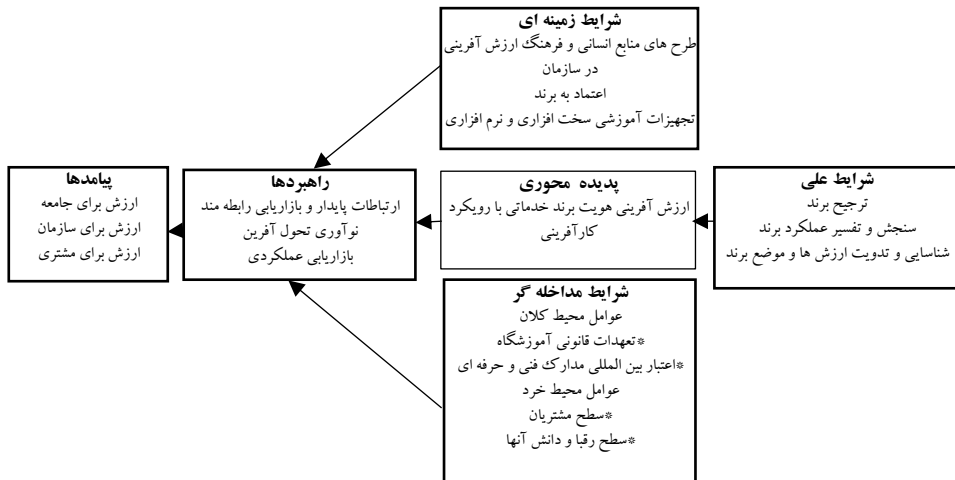 شرایط زمینه ای
طرح های منابع انسانی و فرهنگ ارزش آفرینی
در سازمان
اعتماد به برند
تجهیزات آموزشی سخت افزاری و نرم افزاری
شرایط علی
ترجیح برند
سنجش و تفسیر عملکرد برند
شناسایی و تدویت ارزش ها و موضع برند
پدیده محوری
ارزش آفرینی هویت برند خدماتی با رویکرد
کارآفرینی
راهبردها
ارتباطات پایدار و بازاریابی رابطه مند
نوآوری تحول آفرین
بازاریابی عملکردی
پیامدها
ارزش برای جامعه
ارزش برای سازمان
ارزش برای مشتری
شرایط مداخله گر
عوامل محیط کلان
*تعهدات قانونی آموزشگاه
*اعتبار بین المللی مدارک فنی و حرفه ای
عوامل محیط خرد
*سطح مشتریان
*سطح رقبا و دانش آنها